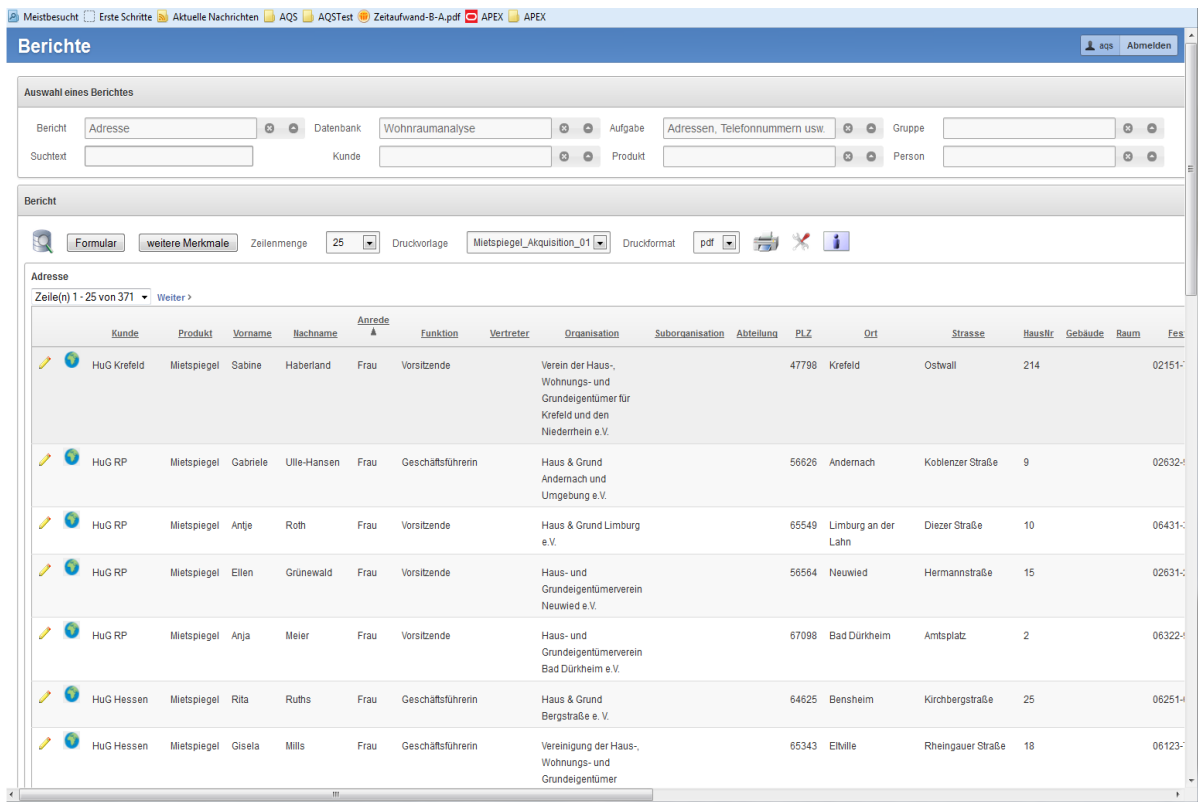 Meistbesucht Erste Schritte Aktuelle Nachrichten AQS AQSTest Zeitaufwand-B-A.pdf APEX APEX
Berichte aqs Abmelden
Auswahl eines Berichtes
Bericht Adresse Datenbank Wohnraumanalyse Aufgabe Adressen, Telefonnummern usw. Gruppe
Suchtext Kunde Produkt Person
Bericht
Formular weitere Merkmale Zeilenmenge 25 Druckvorlage Mietspiegel_Akquisition_01 Druckformat pdf
Adresse
Zeile(n) 1 - 25 von 371 Weiter >
Kunde Produkt Vorname Nachname Anrede Funktion Vertreter Organisation Suborganisation Abteilung PLZ Ort Strasse HausNr Gebäude Raum Fes
HuG Krefeld Mietspiegel Sabine Haberland Frau Vorsitzende Verein der Haus-, 47798 Krefeld Ostwall 214 02151-
Wohnungs- und
Grundeigentümer für
Krefeld und den
Niederrhein e.V.
HuG RP Mietspiegel Gabriele Ulle-Hansen Frau Geschäftsführerin Haus & Grund 56626 Andernach Koblenzer Straße 9 02632-
Andernach und
Umgebung e.V.
HuG RP Mietspiegel Antje Roth Frau Vorsitzende Haus & Grund Limburg 65549 Limburg an der Diezer Straße 10 06431-
e.V. Lahn
HuG RP Mietspiegel Ellen Grünewald Frau Vorsitzende Haus- und 56564 Neuwied Hermannstraße 15 02631-
Grundeigentümerverein
Neuwied e.V.
HuG RP Mietspiegel Anja Meier Frau Vorsitzende Haus- und 67098 Bad Dürkheim Amtsplatz 2 06322-
Grundeigentümerverein
Bad Dürkheim e.V.
HuG Hessen Mietspiegel Rita Ruths Frau Geschäftsführerin Haus & Grund 64625 Bensheim Kirchbergstraße 25 06251-
Bergstraße e. V.
HuG Hessen Mietspiegel Gisela Mills Frau Geschäftsführerin Vereinigung der Haus-, 65343 Eltville Rheingauer Straße 18 06123-
Wohnungs- und
Grundeigentümer